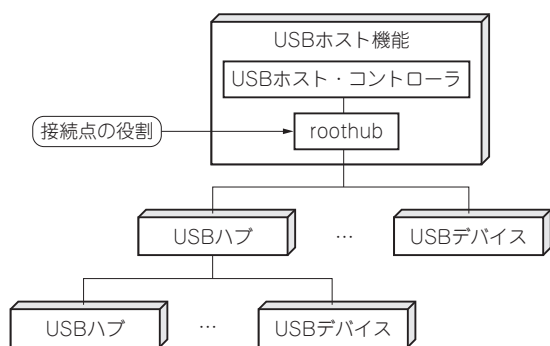 USBホスト機能
USBホスト・コントローラ
接続点の役割
roothub
USBハブ
…
USBデバイス
USBハブ
…
USBデバイス